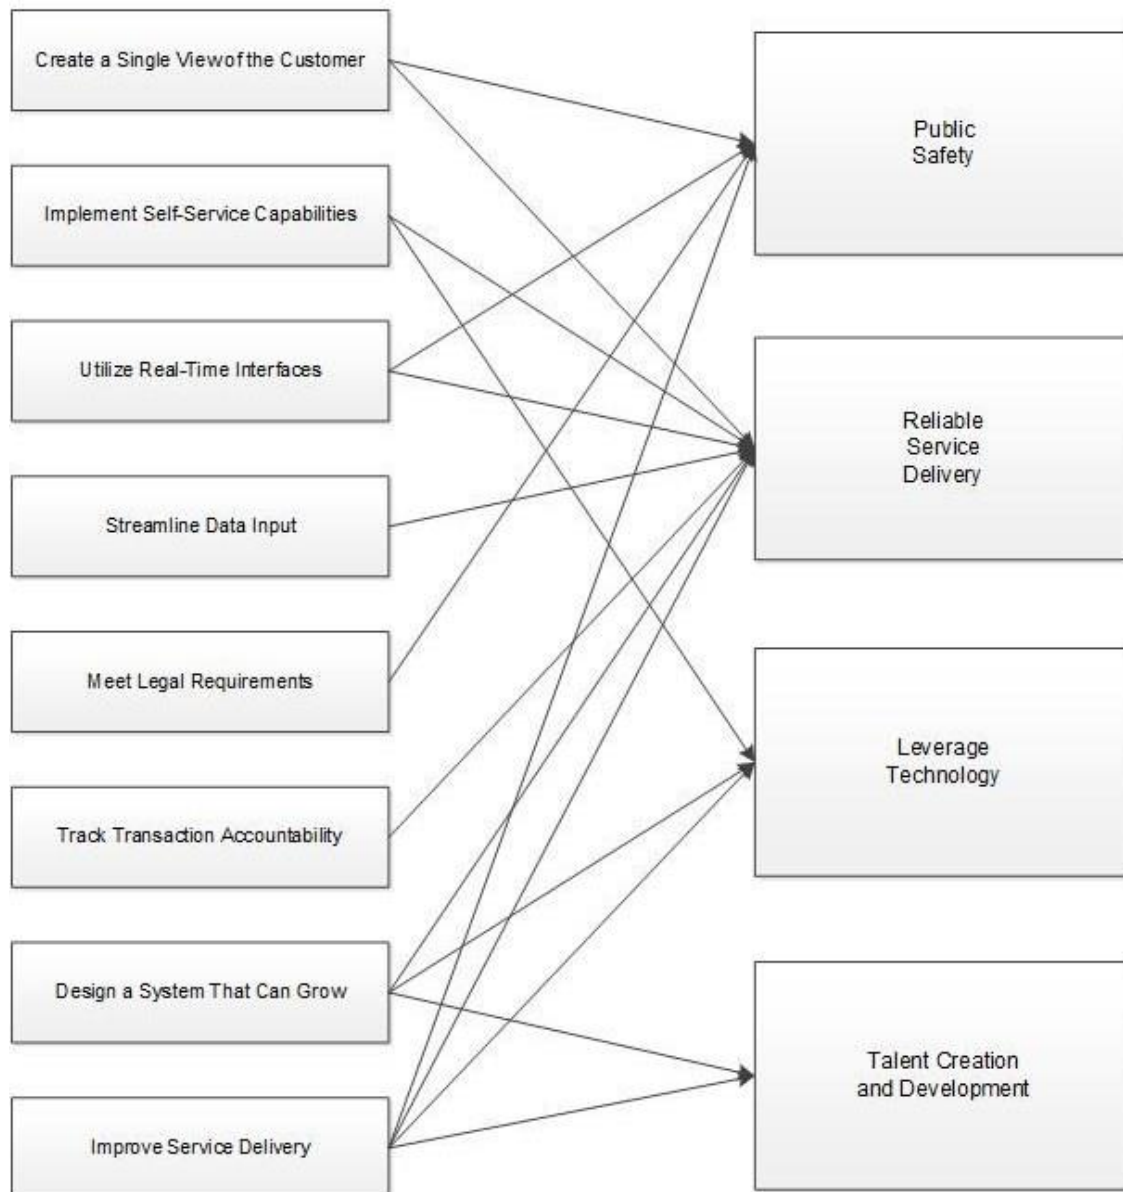 Create a Single View of the Customer
Implement Self-Service Capabilities
Utilize Real-Time Interfaces
Streamline Data Input
Meet Legal Requirements
Track Transaction Accountability
Design a System That Can Grow
Improve Service Delivery
Public
Safety
Reliable
Service
Delivery
Leverage
Technology
Talent Creation
and Development